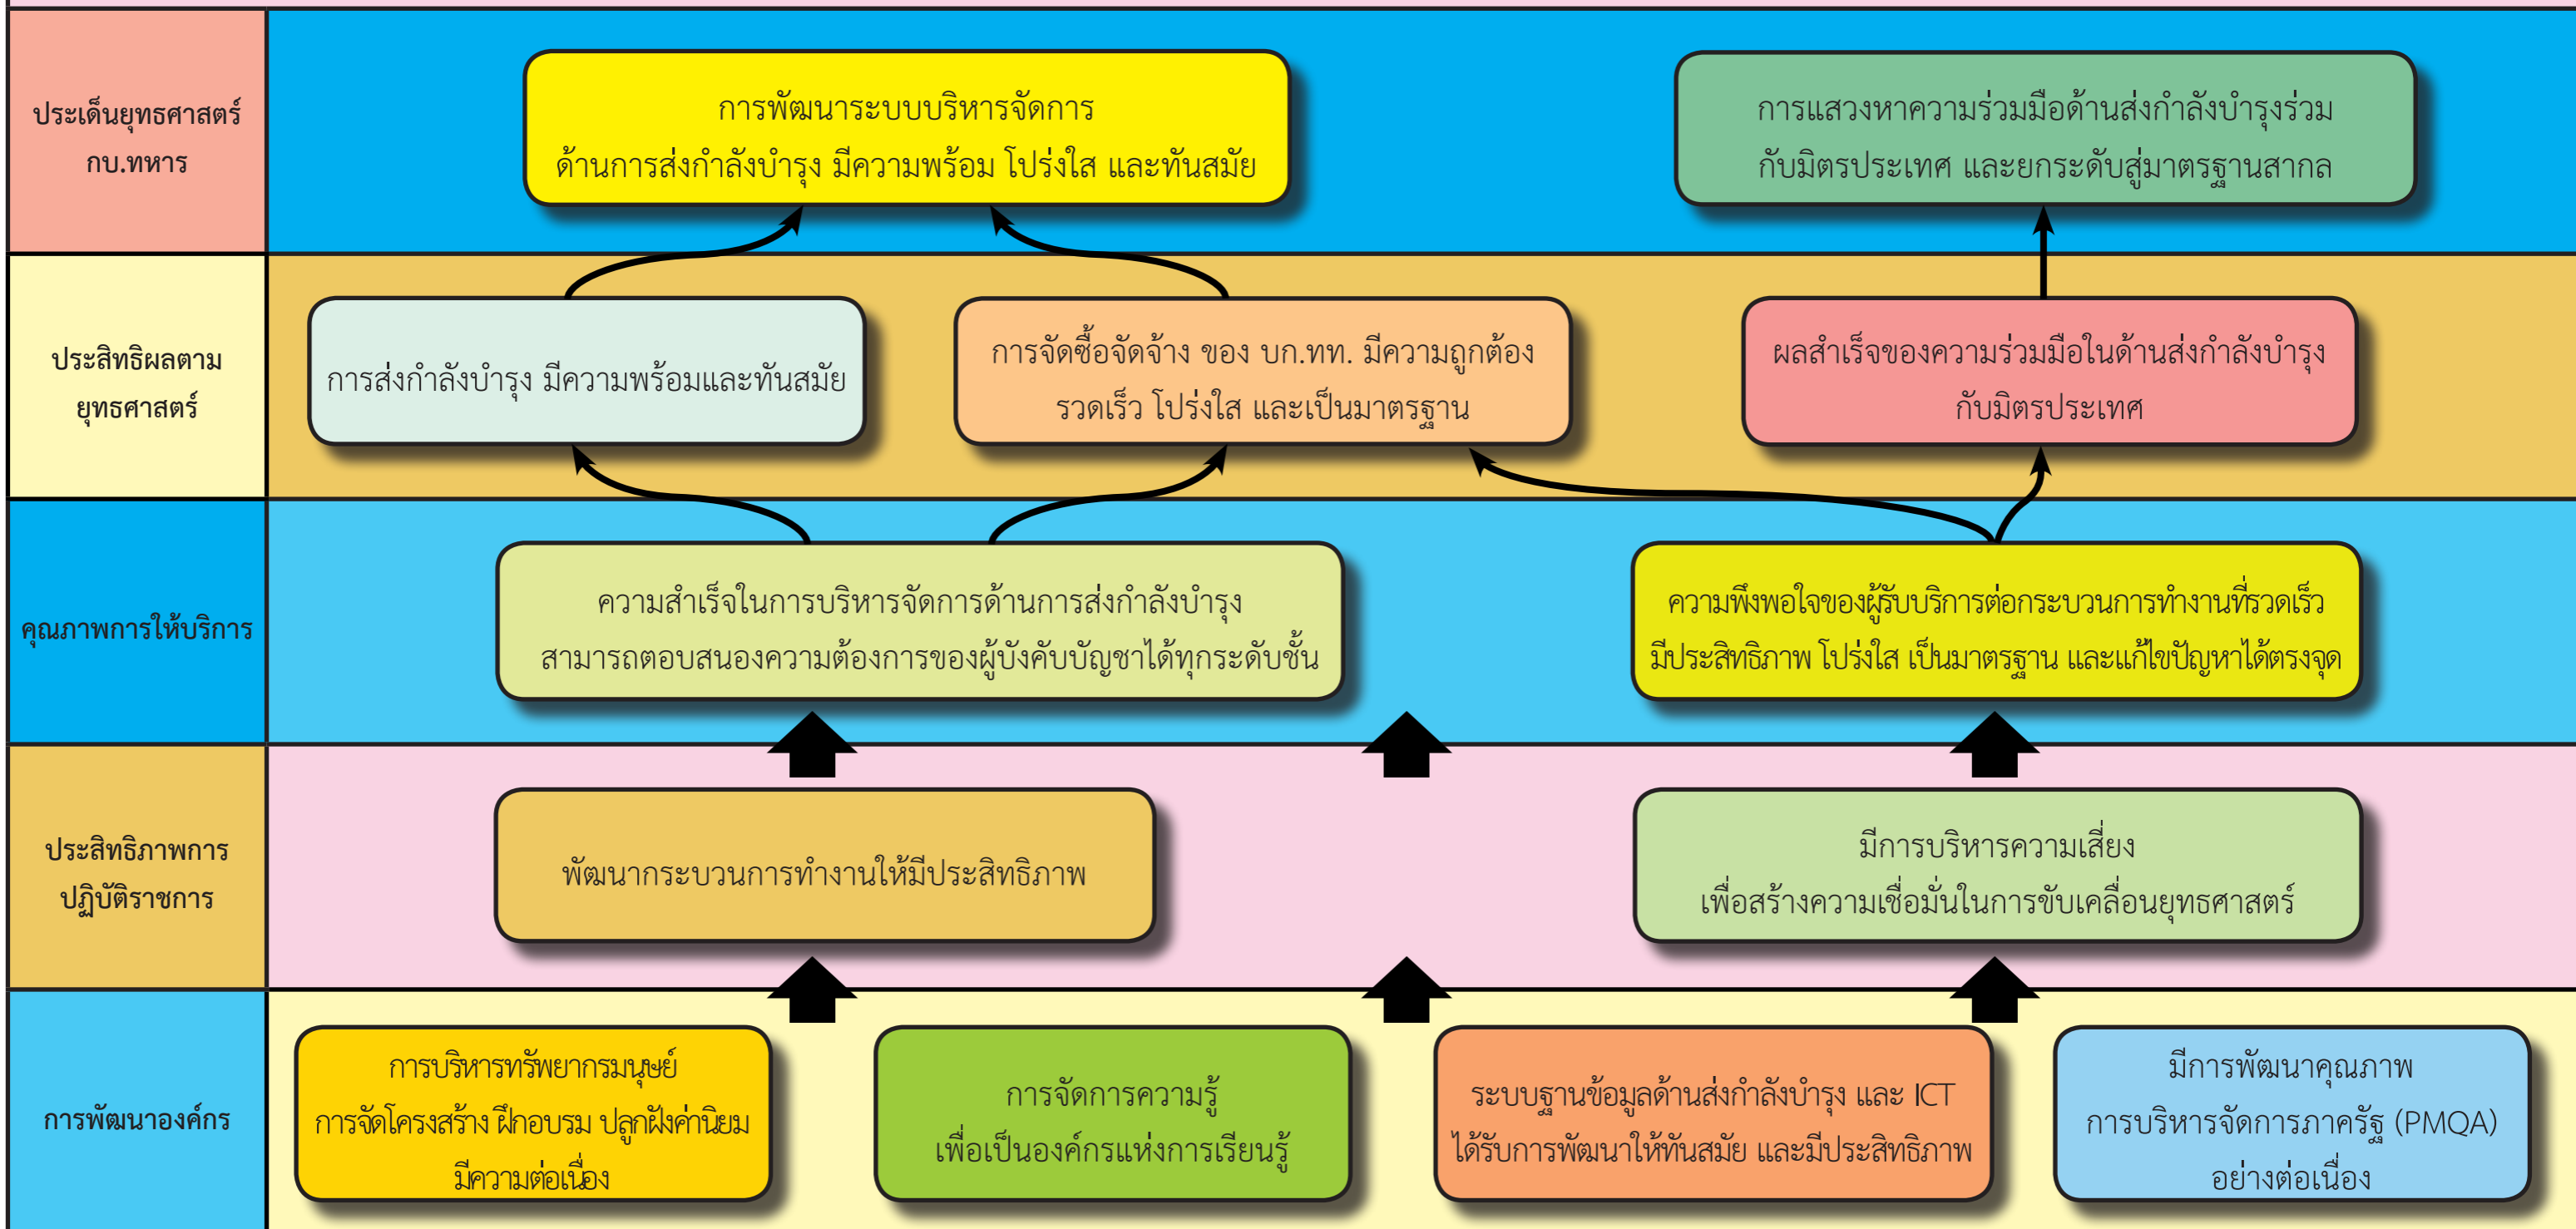 ประเด็นยุทธศาสตร์
กบ.ทหาร
การพัฒนาระบบบริหารจัดการ
ด้านการส่งกำลังบำรุง มีความพร้อม โปร่งใส และทันสมัย
การแสวงหาความร่วมมือด้านส่งกำลังบำรุงร่วม
กับมิตรประเทศ และยกระดับสู่มาตรฐานสากล
ประสิทธิผลตาม
ยุทธศาสตร์
การส่งกำลังบำรุง มีความพร้อมและทันสมัย
การจัดซื้อจัดจ้าง ของ บก.ทท. มีความถูกต้อง
รวดเร็ว โปร่งใส และเป็นมาตรฐาน
ผลสำเร็จของความร่วมมือในด้านส่งกำลังบำรุง
กับมิตรประเทศ
คุณภาพการให้บริการ
ความสำเร็จในการบริหารจัดการด้านการส่งกำลังบำรุง
สามารถตอบสนองความต้องการของผู้บังคับบัญชาได้ทุกระดับชั้น
ความพึงพอใจของผู้รับบริการต่อกระบวนการทำงานที่รวดเร็ว
มีประสิทธิภาพ โปร่งใส เป็นมาตรฐาน และแก้ไขปัญหาได้ตรงจุด
ประสิทธิภาพการ
ปฏิบัติราชการ
พัฒนากระบวนการทำงานให้มีประสิทธิภาพ
มีการบริหารความเสี่ยง
เพื่อสร้างความเชื่อมั่นในการขับเคลื่อนยุทธศาสตร์
การพัฒนาองค์กร
การบริหารทรัพยากรมนุษย์
การจัดโครงสร้าง ฝึกอบรม ปลูกฝังค่านิยม
มีความต่อเนื่อง
การจัดการความรู้
เพื่อเป็นองค์กรแห่งการเรียนรู้
ระบบฐานข้อมูลด้านส่งกำลังบำรุง และ ICT
ได้รับการพัฒนาให้ทันสมัย และมีประสิทธิภาพ
มีการพัฒนาคุณภาพ
การบริหารจัดการภาครัฐ (PMQA)
อย่างต่อเนื่อง